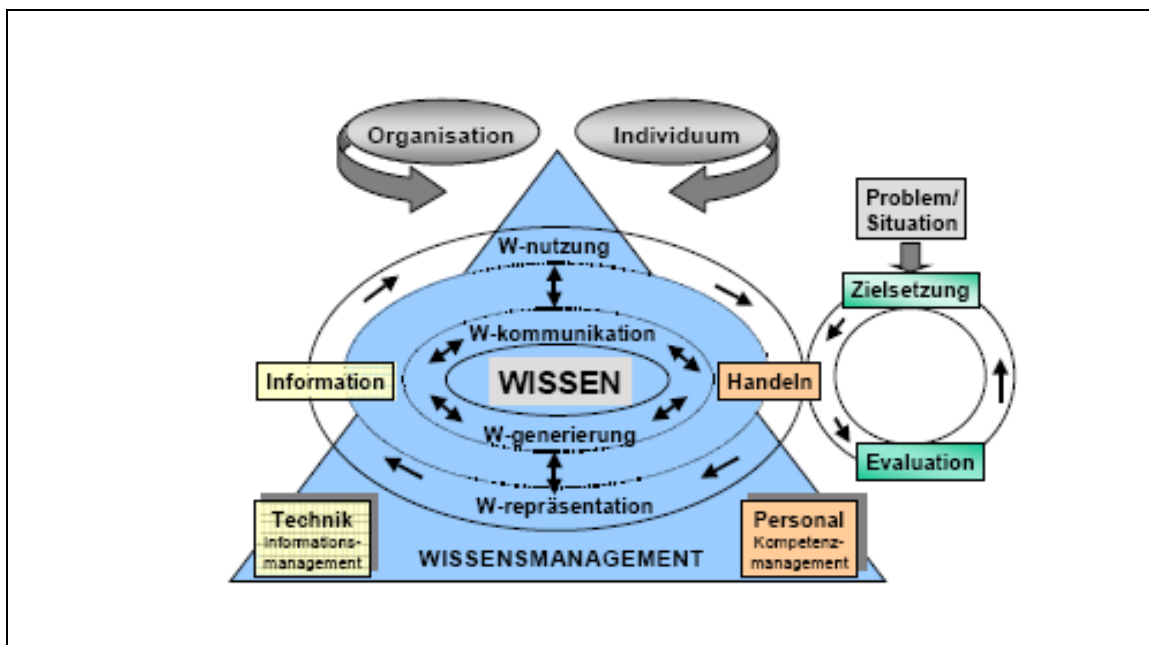 Organisation
Individuum
Problem/
Situation
W-nutzung
Zielsetzung
W-kommunikation
Information
WISSEN
Handeln
W-generierung
Evaluation
W-repräsentation
Technik
Informations-
management
Personal
Kompetenz-
management
WISSENSMANAGEMENT